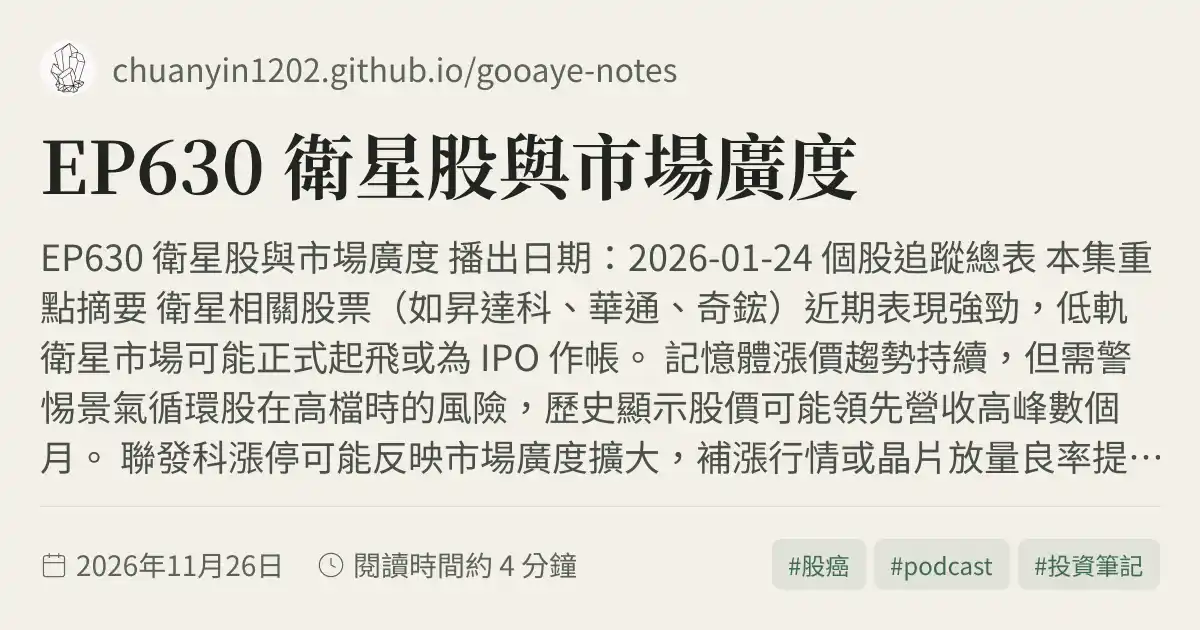 chuanyin1202.github.io/gooaye-notes
EP630 衛星股與市場廣度
EP630 衛星股與市場廣度 播出日期：2026-01-24 個股追蹤總表 本集重
點摘要 衛星相關股票（如昇達科、華通、奇鋐）近期表現強勁，低軌
衛星市場可能正式起飛或為 IPO 作帳。 記憶體漲價趨勢持續，但需警
惕景氣循環股在高檔時的風險，歷史顯示股價可能領先營收高峰數個
月。 聯發科漲停可能反映市場廣度擴大，補漲行情或晶片放量良率提…
2026年11月26日 閱讀時間約 4 分鐘 #股癌 #podcast #投資筆記